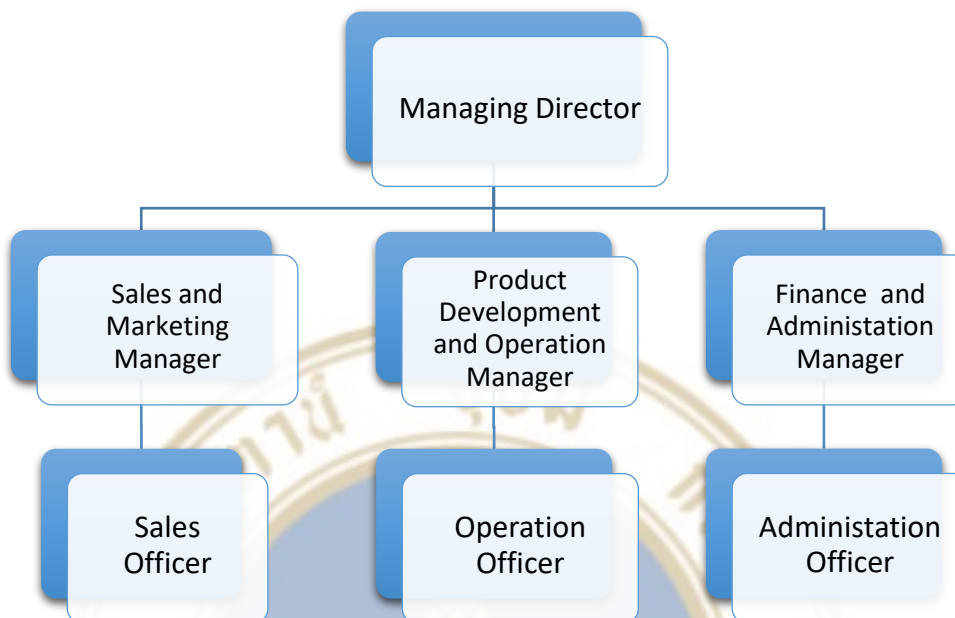 Managing Director
Sales and
Marketing
Manager
Product
Development
and Operation
Manager
Finance and
Administation
Manager
Sales
Officer
Operation
Officer
Administation
Officer